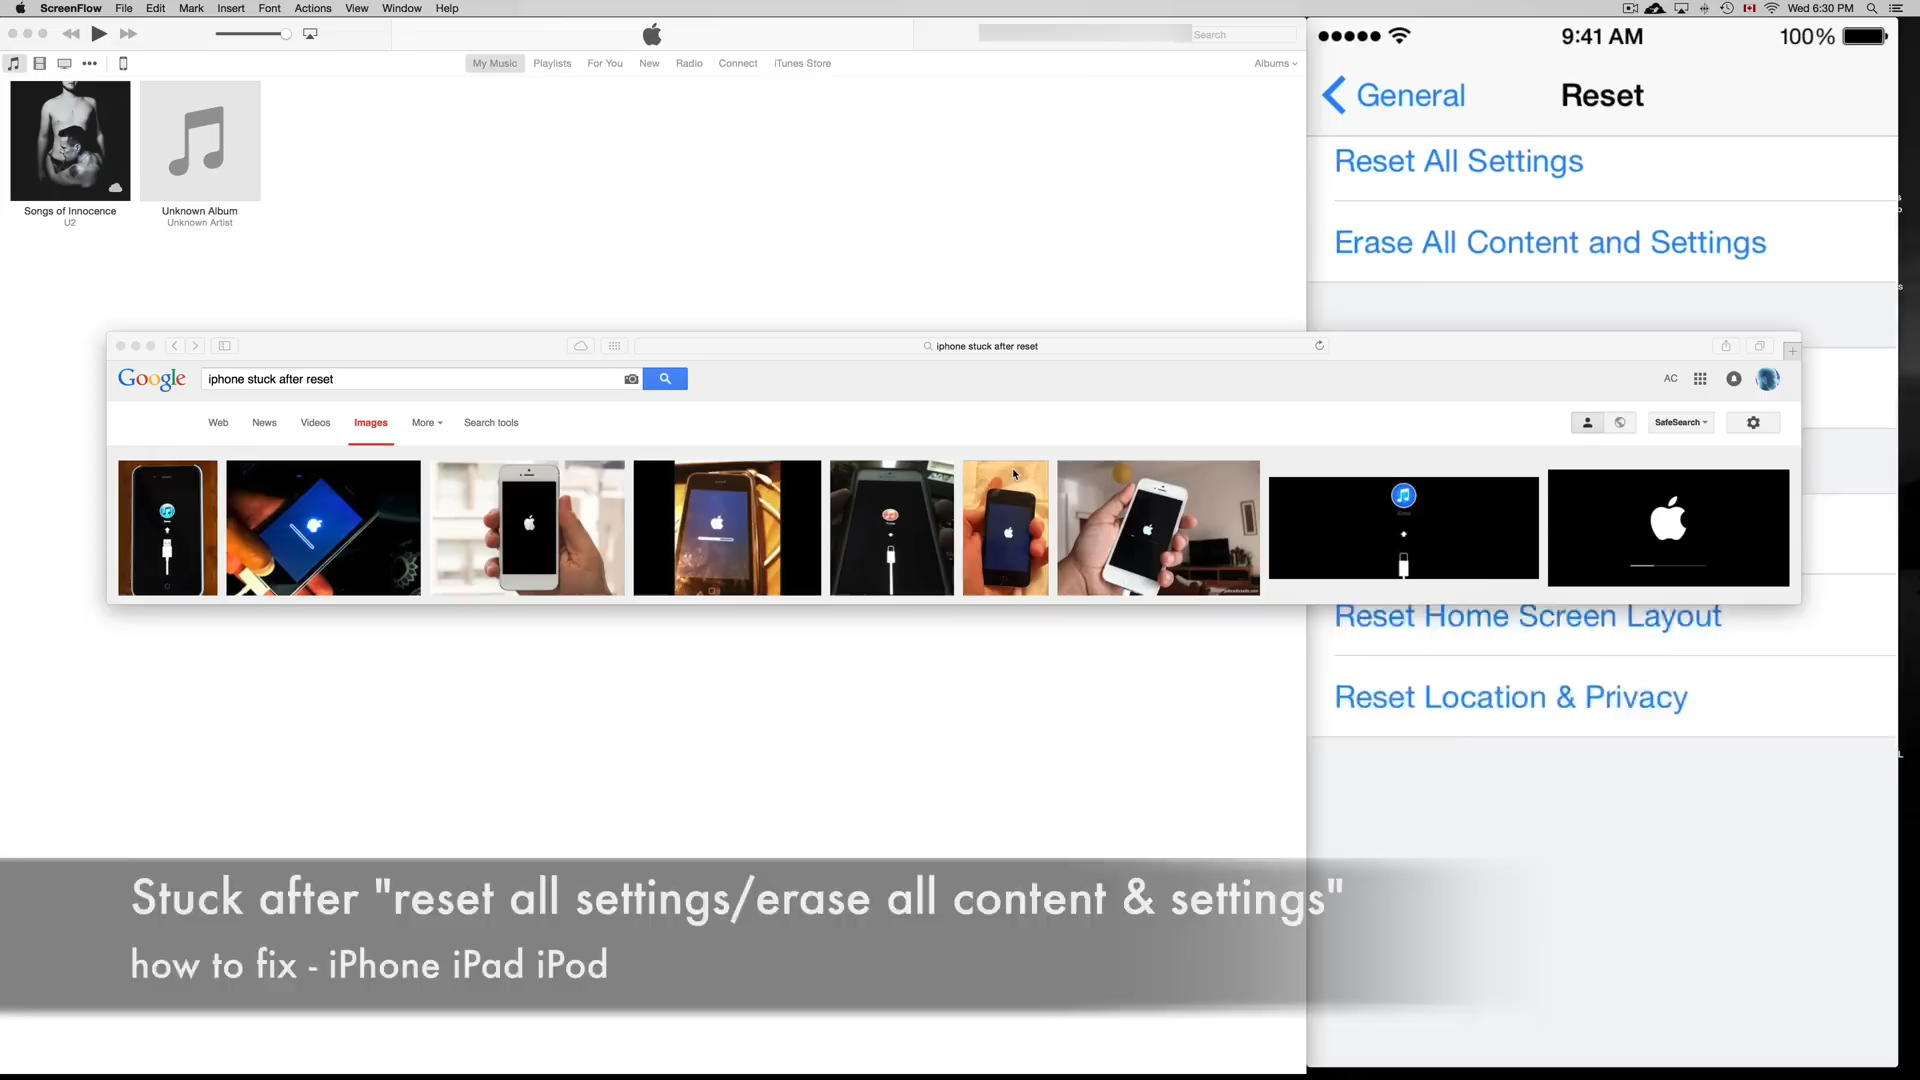 ScreenFlow File Edit Mark Insert Font Actions View Window Help
Wed 6:30 PM
Search
My Music Playlists For You New Radio Connect iTunes Store
Albums
Songs of Innocence
U2
Unknown Album
Unknown Artist
9:41 AM
100%
General
Reset
Reset All Settings
Erase All Content and Settings
iphone stuck after reset
Google
iphone stuck after reset
AC
Web News Videos Images More Search tools
SafeSearch
Reset Home Screen Layout
Reset Location & Privacy
Stuck after "reset all settings/erase all content & settings"
how to fix - iPhone iPad iPod